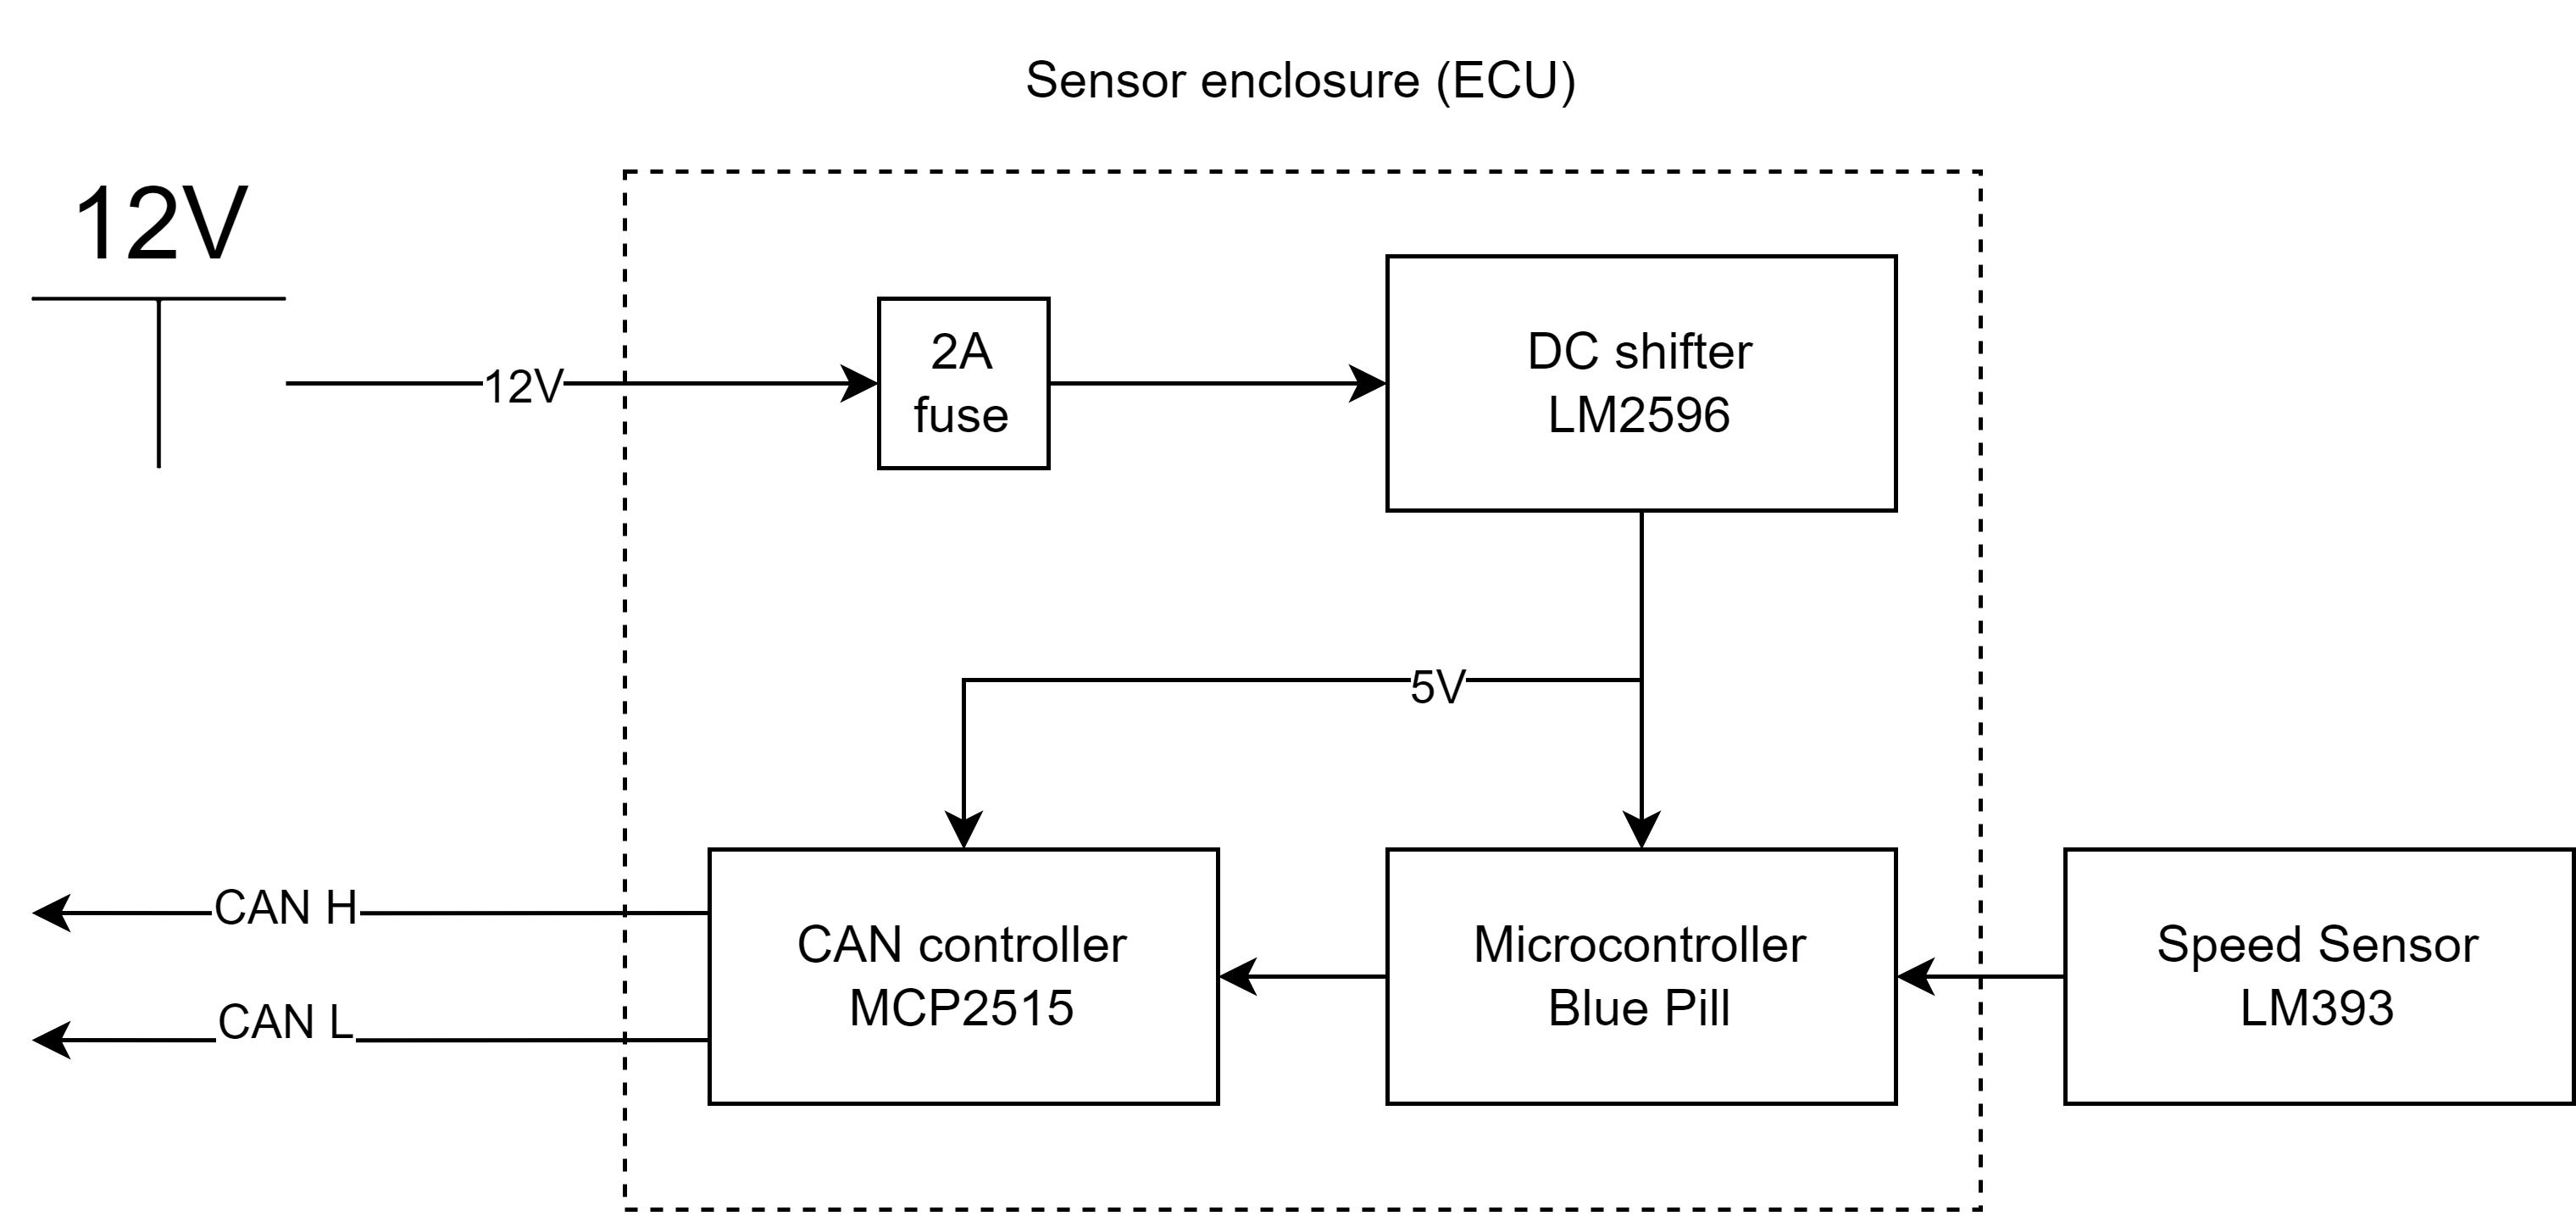 Sensor enclosure (ECU)
12V
12V
2A
fuse
DC shifter
LM2596
5V
CAN H
CAN L
CAN controller
MCP2515
Microcontroller
Blue Pill
Speed Sensor
LM393